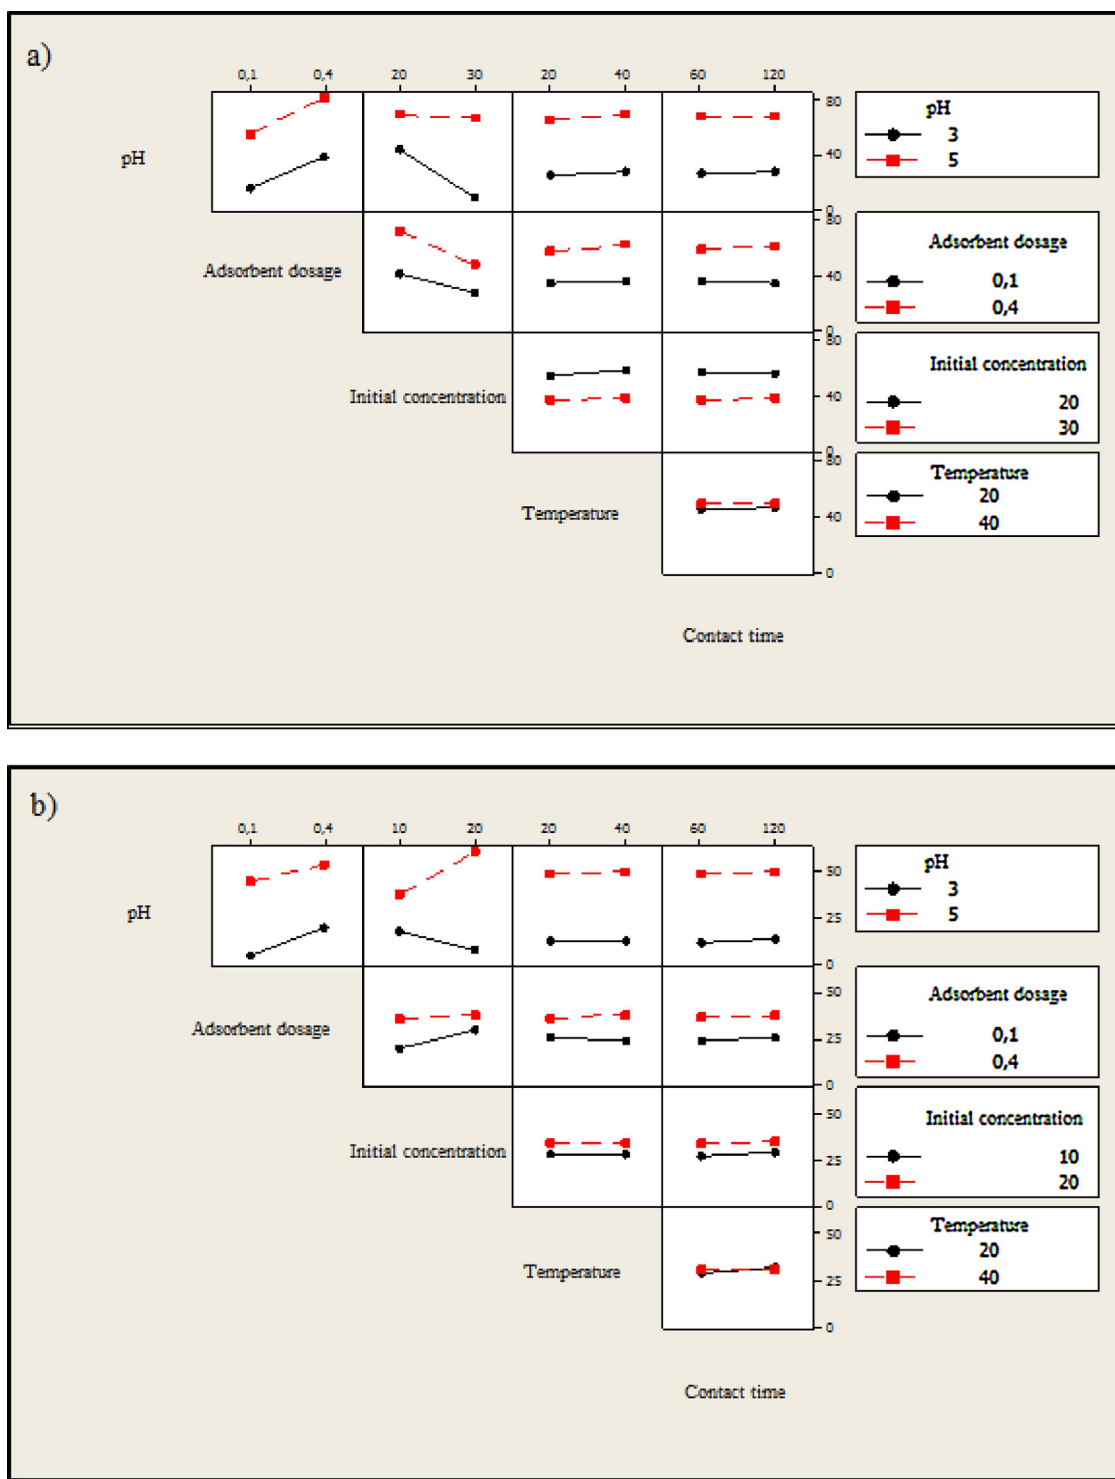 a)
0,1 0,4 20 30 20 40 60 120
80
pH
3
5
pH
40
0
80
Adsorbent dosage
0,1
0,4
Adsorbent dosage
40
0
80
Initial concentration
20
30
Initial concentration
40
0
80
Temperature
20
40
Temperature
40
0
Contact time
b)
0,1 0,4 10 20 20 40 60 120
pH
3
5
50
pH
25
0
50
Adsorbent dosage
0,1
0,4
Adsorbent dosage
25
0
50
Initial concentration
10
20
Initial concentration
25
0
50
Temperature
20
40
Temperature
25
0
Contact time